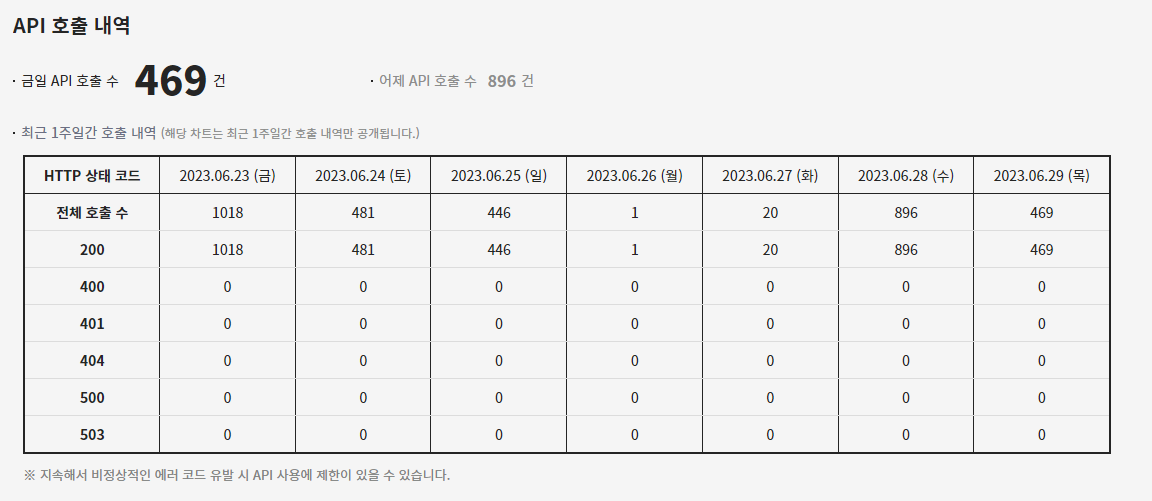 API 호출 내역
· 금일 API 호출 수 469 건 · 어제 API 호출 수 896 건
· 최근 1주일간 호출 내역 (해당 차트는 최근 1주일간 호출 내역만 공개됩니다.)
HTTP 상태 코드 2023.06.23 (금) 2023.06.24 (토) 2023.06.25 (일) 2023.06.26 (월) 2023.06.27 (화) 2023.06.28 (수) 2023.06.29 (목)
전체 호출 수 1018 481 446 1 20 896 469
200 1018 481 446 1 20 896 469
400 0 0 0 0 0 0 0
401 0 0 0 0 0 0 0
404 0 0 0 0 0 0 0
500 0 0 0 0 0 0 0
503 0 0 0 0 0 0 0
※ 지속해서 비정상적인 에러 코드 유발 시 API 사용에 제한이 있을 수 있습니다.